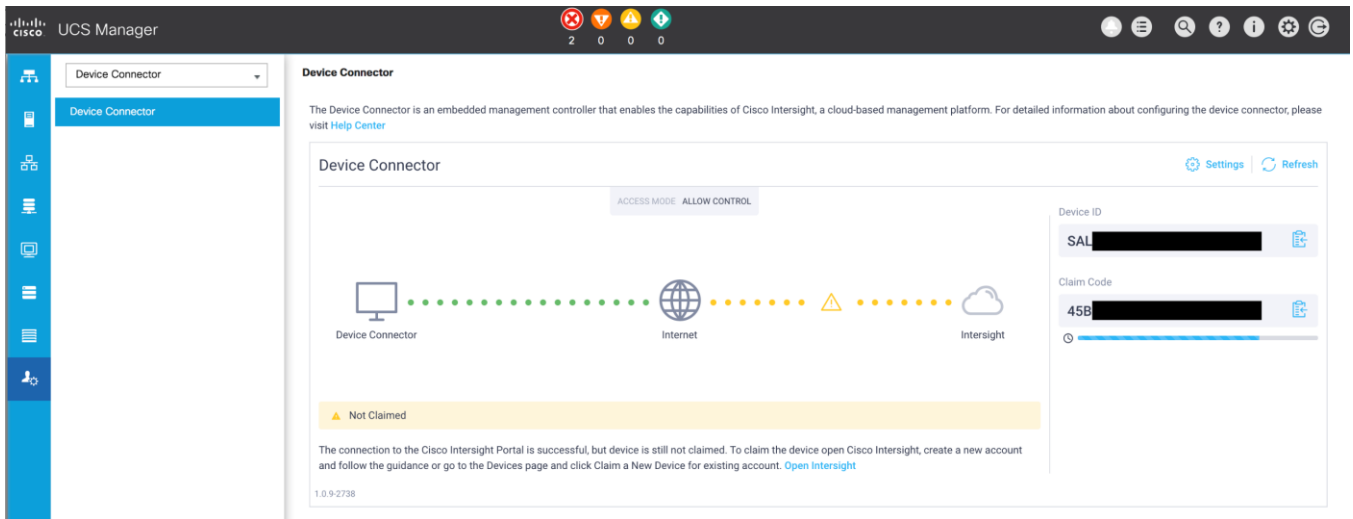 CISCO UCS Manager
2 0 0 0
Device Connector
Device Connector
Device Connector
The Device Connector is an embedded management controller that enables the capabilities of Cisco Intersight, a cloud-based management platform. For detailed information about configuring the device connector, please
visit Help Center
Device Connector
Settings Refresh
ACCESS MODE ALLOW CONTROL
Device ID
SAL
Claim Code
45B
Device Connector Internet Intersight
Not Claimed
The connection to the Cisco Intersight Portal is successful, but device is still not claimed. To claim the device open Cisco Intersight, create a new account
and follow the guidance or go to the Devices page and click Claim a New Device for existing account. Open Intersight
1.0.9-2738